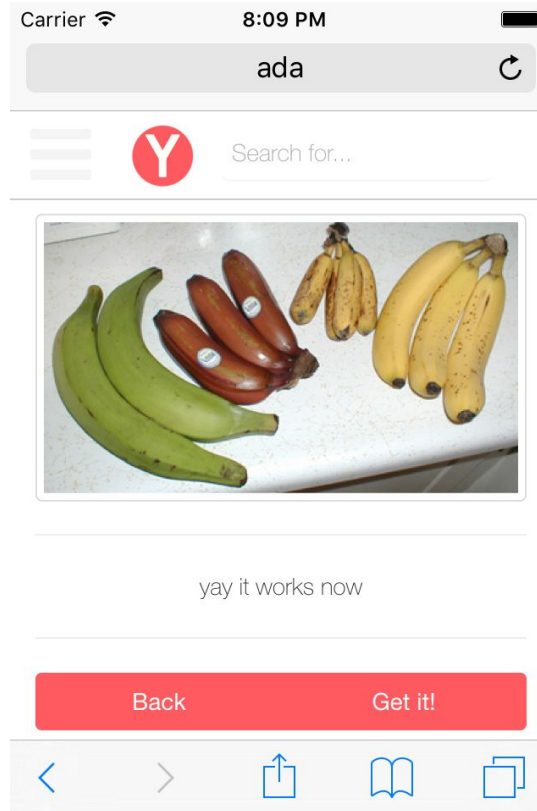 Carrier 8:09 PM
ada
Y Search for...
yay it works now
Back Get it!